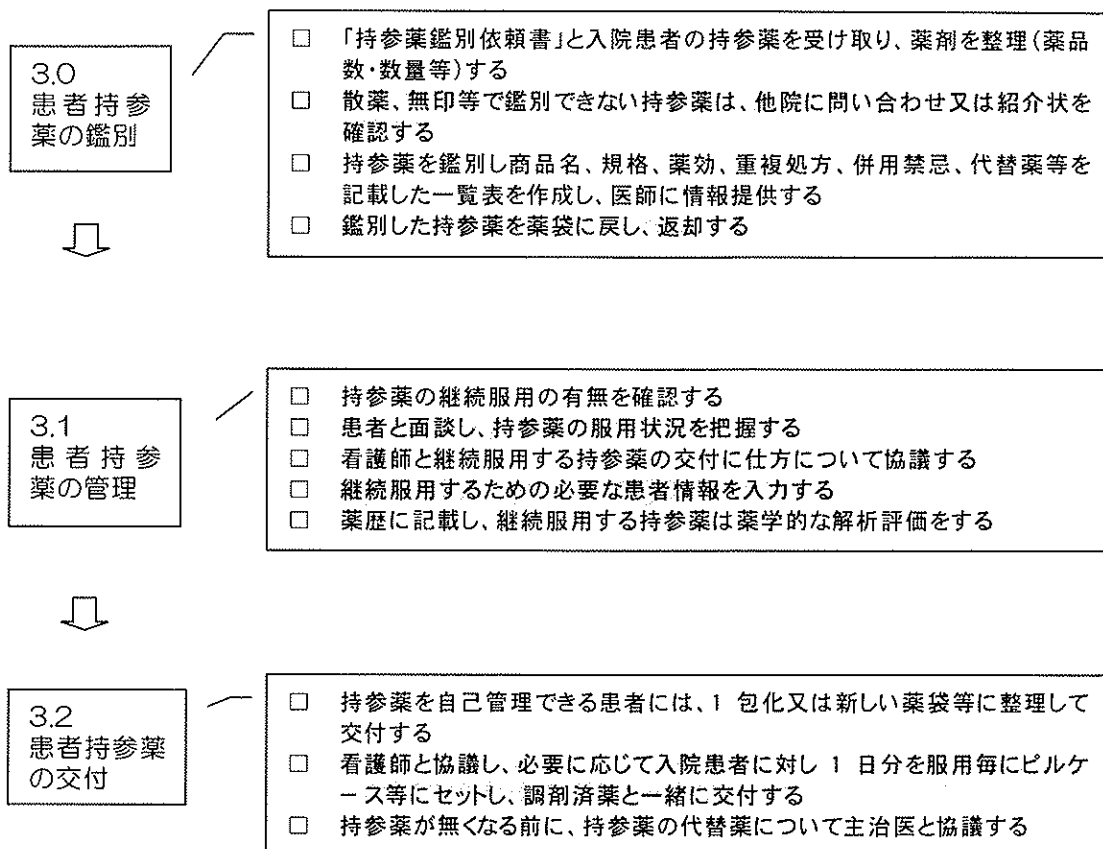 3.0
患者持参
薬の鑑別
□ 「持参薬鑑別依頼書」と入院患者の持参薬を受け取り、薬剤を整理(薬品
数・数量等)する
□ 散薬、無印等で鑑別できない持参薬は、他院に問い合わせ又は紹介状を
確認する
□ 持参薬を鑑別し商品名、規格、薬効、重複処方、併用禁忌、代替薬等を
記載した一覧表を作成し、医師に情報提供する
□ 鑑別した持参薬を薬袋に戻し、返却する
3.1
患者持参
薬の管理
□ 持参薬の継続服用の有無を確認する
□ 患者と面談し、持参薬の服用状況を把握する
□ 看護師と継続服用する持参薬の交付に仕方について協議する
□ 継続服用するための必要な患者情報を入力する
□ 薬歴に記載し、継続服用する持参薬は薬学的な解析評価をする
3.2
患者持参薬
の交付
□ 持参薬を自己管理できる患者には、1 包化又は新しい薬袋等に整理して
交付する
□ 看護師と協議し、必要に応じて入院患者に対し 1 日分を服用毎にピルケ
ース等にセットし、調剤済薬と一緒に交付する
□ 持参薬が無くなる前に、持参薬の代替薬について主治医と協議する